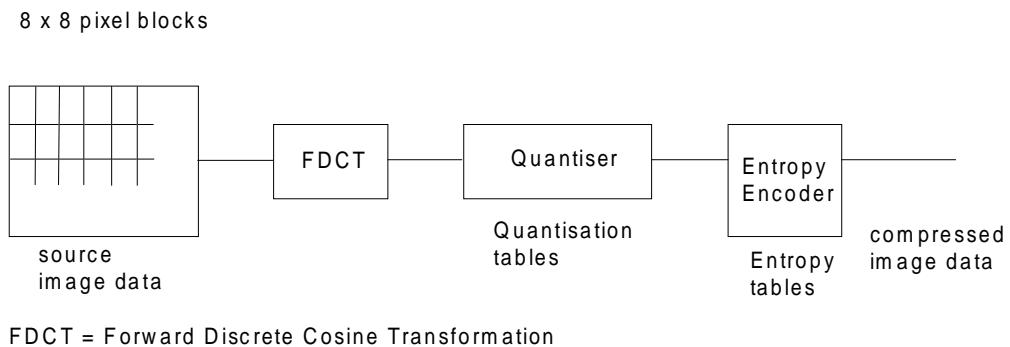 8 x 8 pixel blocks
FDCT
Quantiser
Entropy
Encoder
Quantisation
tables
Entropy
tables
compressed
image data
source
image data
FDCT = Forward Discrete Cosine Transformation